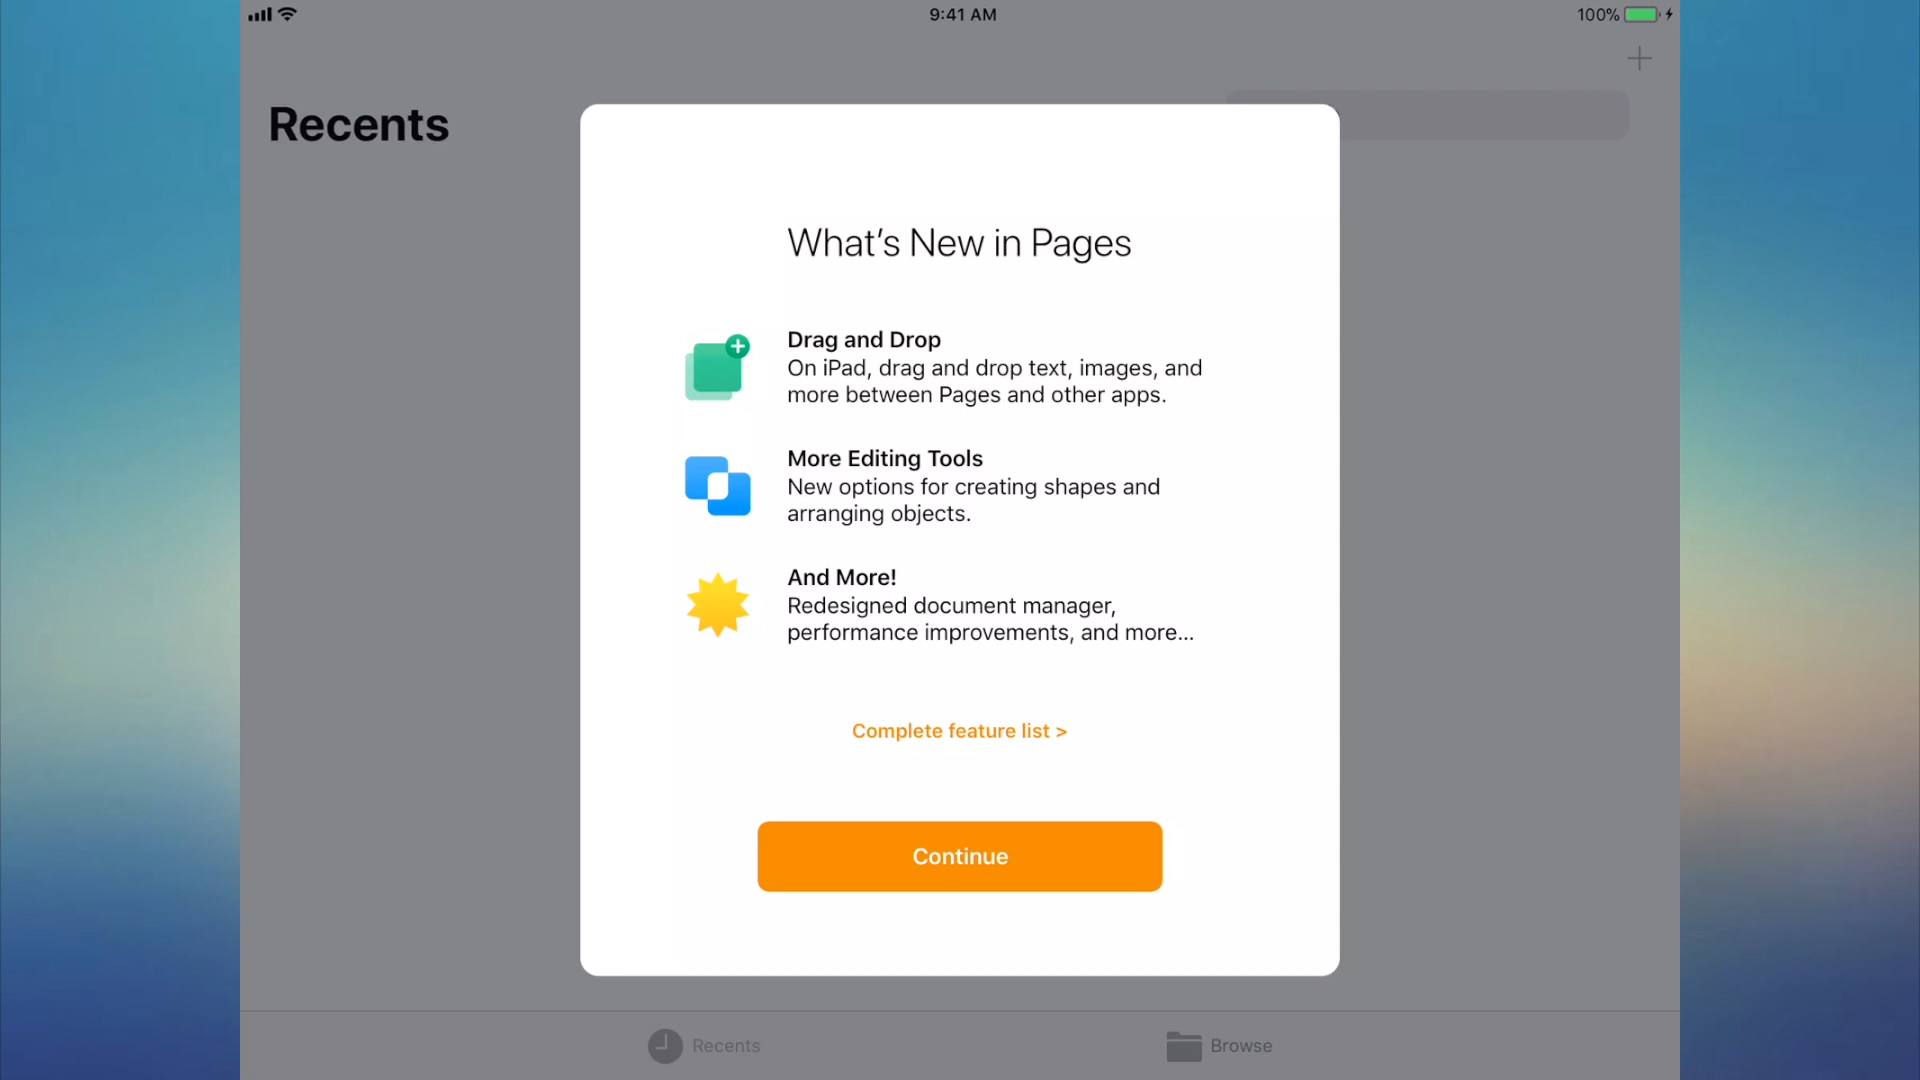 9:41 AM
100%
Recents
What's New in Pages
Drag and Drop
On iPad, drag and drop text, images, and
more between Pages and other apps.
More Editing Tools
New options for creating shapes and
arranging objects.
And More!
Redesigned document manager,
performance improvements, and more...
Complete feature list >
Continue
Recents
Browse